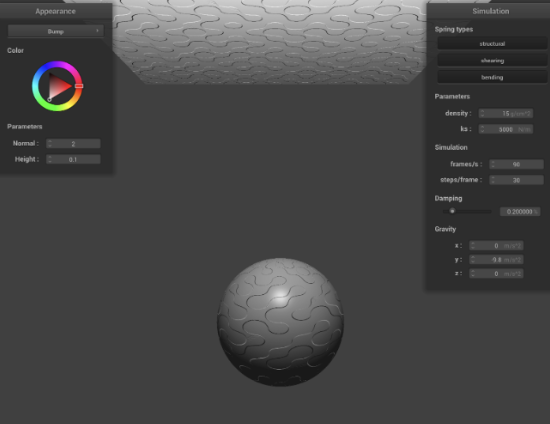 Appearance
Bump
Color
Parameters
Normal : 2
Height : 0.1
Simulation
Spring types
structural
shearing
bending
Parameters
density : 15 g/cm^2
ks : 5000 N/m
Simulation
frames/s : 90
steps/frame : 30
Damping
0.200000 %
Gravity
x : 0 m/s^2
y : -9.8 m/s^2
z : 0 m/s^2